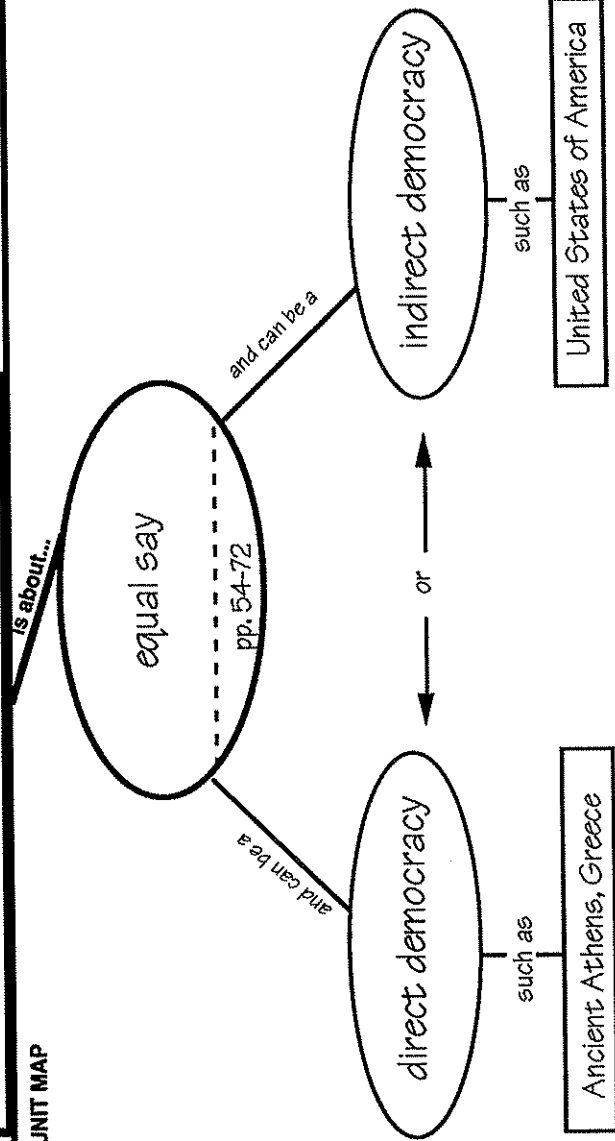 is about...
UNIT MAP
equal say
pp. 54-72
and can be a
and can be a
direct democracy
or
indirect democracy
such as
such as
Ancient Athens, Greece
United States of America